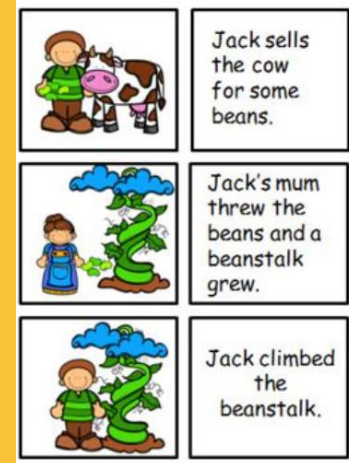 Jack sells
the cow
for some
beans.
Jack's mum
threw the
beans and a
beanstalk
grew.
Jack climbed
the
beanstalk.